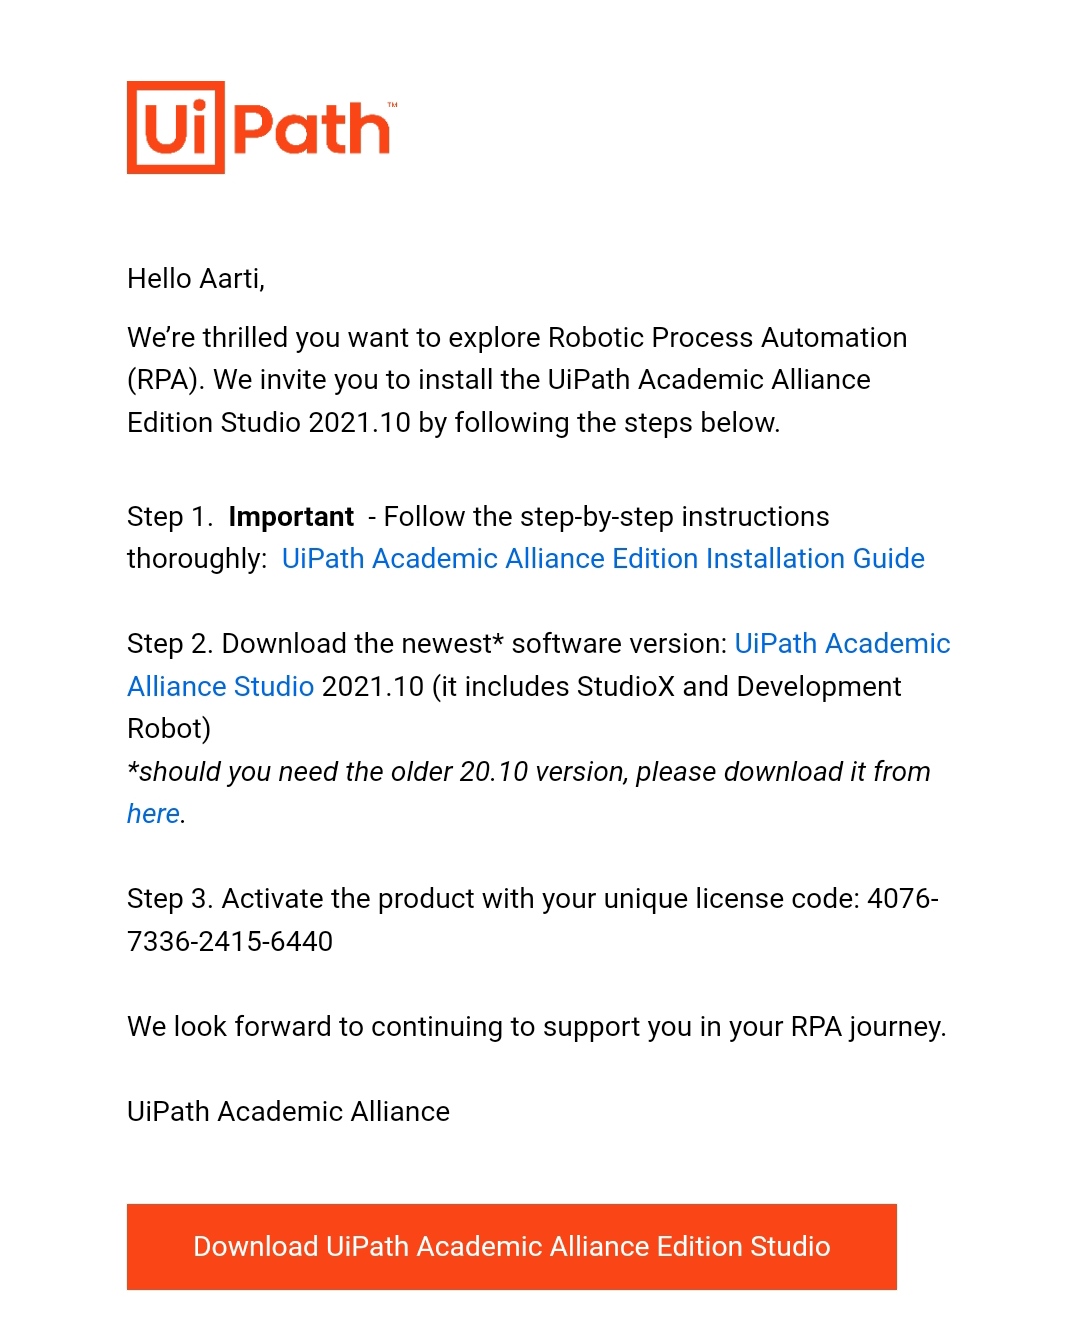 UiPath™
Hello Aarti,
We’re thrilled you want to explore Robotic Process Automation
(RPA). We invite you to install the UiPath Academic Alliance
Edition Studio 2021.10 by following the steps below.
Step 1.  Important  - Follow the step-by-step instructions
thoroughly:  UiPath Academic Alliance Edition Installation Guide
Step 2. Download the newest* software version: UiPath Academic
Alliance Studio 2021.10 (it includes StudioX and Development
Robot)
*should you need the older 20.10 version, please download it from
here.
Step 3. Activate the product with your unique license code: 4076-
7336-2415-6440
We look forward to continuing to support you in your RPA journey.
UiPath Academic Alliance
Download UiPath Academic Alliance Edition Studio